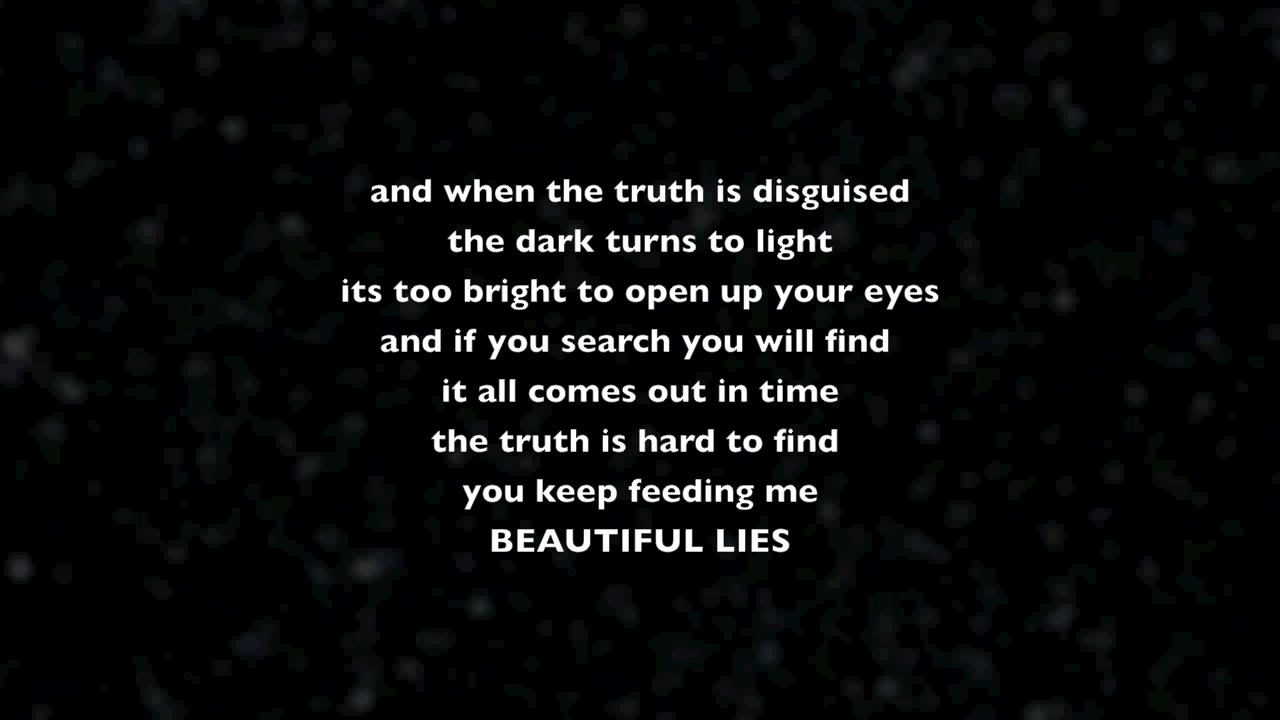 and when the truth is disguised
the dark turns to light
its too bright to open up your eyes
and if you search you will find
it all comes out in time
the truth is hard to find
you keep feeding me
BEAUTIFUL LIES